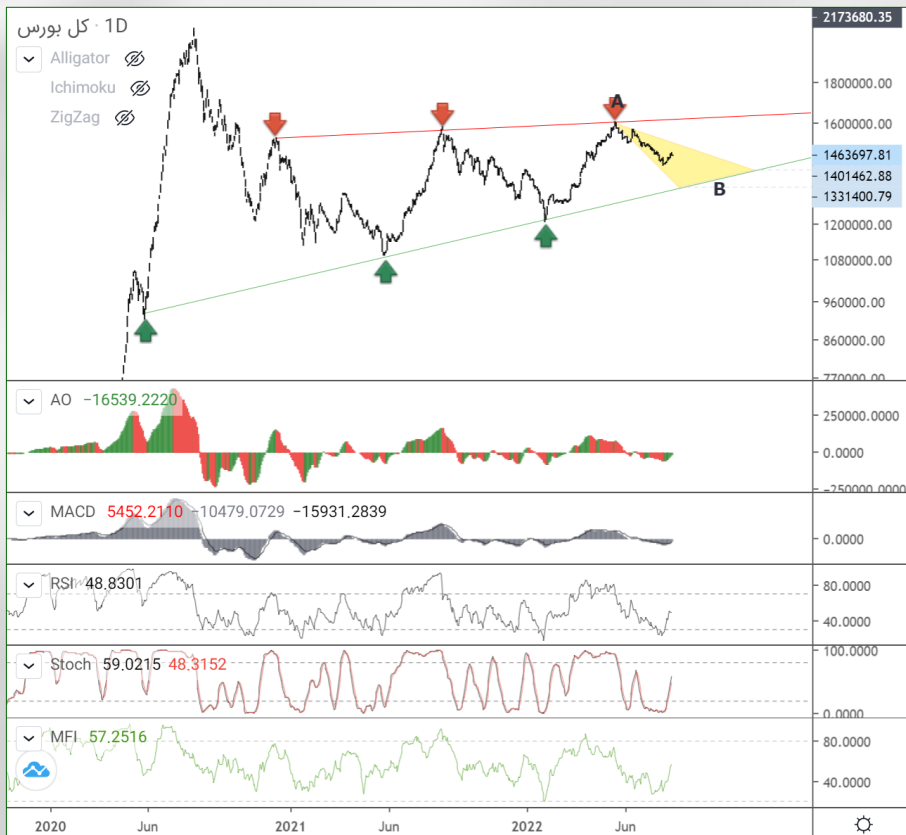 کل بورس · 1D
Alligator
Ichimoku
ZigZag
A
B
2173680.35
1800000.00
1600000.00
1463697.81
1401462.88
1331400.79
1200000.00
1080000.00
960000.00
860000.00
770000.00
AO −16539.2220
250000.0000
0.0000
−250000.0000
MACD 5452.2110 −10479.0729 −15931.2839
0.0000
RSI 48.8301
80.0000
40.0000
Stoch 59.0215 48.3152
100.0000
0.0000
MFI 57.2516
80.0000
40.0000
2020 Jun 2021 Jun 2022 Jun